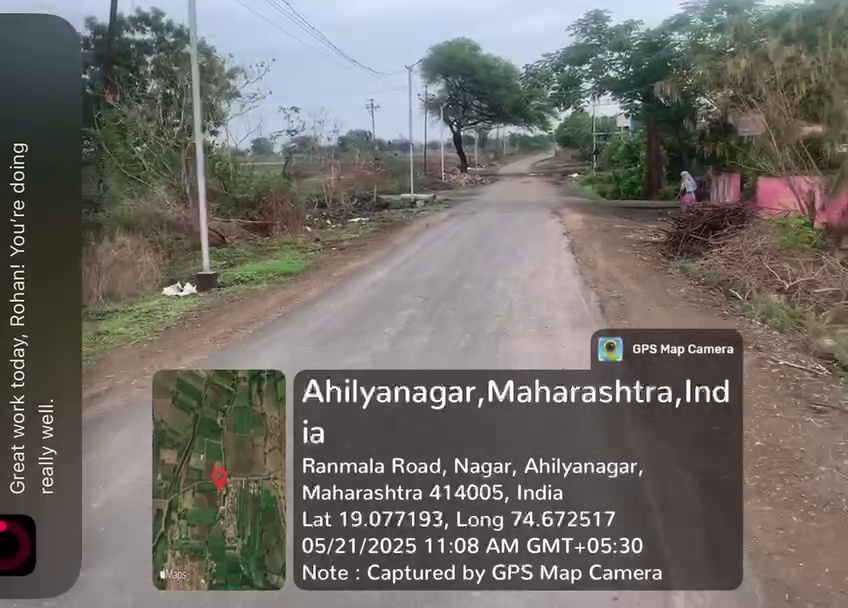 Great work today, Rohan! You're doing
really well.
GPS Map Camera
Ahilyanagar,Maharashtra,Ind
ia
Ranmala Road, Nagar, Ahilyanagar,
Maharashtra 414005, India
Lat 19.077193, Long 74.672517
05/21/2025 11:08 AM GMT+05:30
Note : Captured by GPS Map Camera
Maps